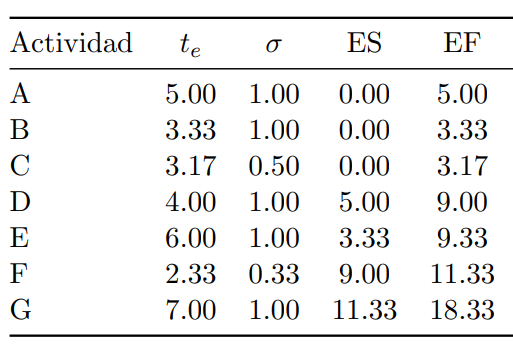 Actividad te σ ES EF
A 5.00 1.00 0.00 5.00
B 3.33 1.00 0.00 3.33
C 3.17 0.50 0.00 3.17
D 4.00 1.00 5.00 9.00
E 6.00 1.00 3.33 9.33
F 2.33 0.33 9.00 11.33
G 7.00 1.00 11.33 18.33